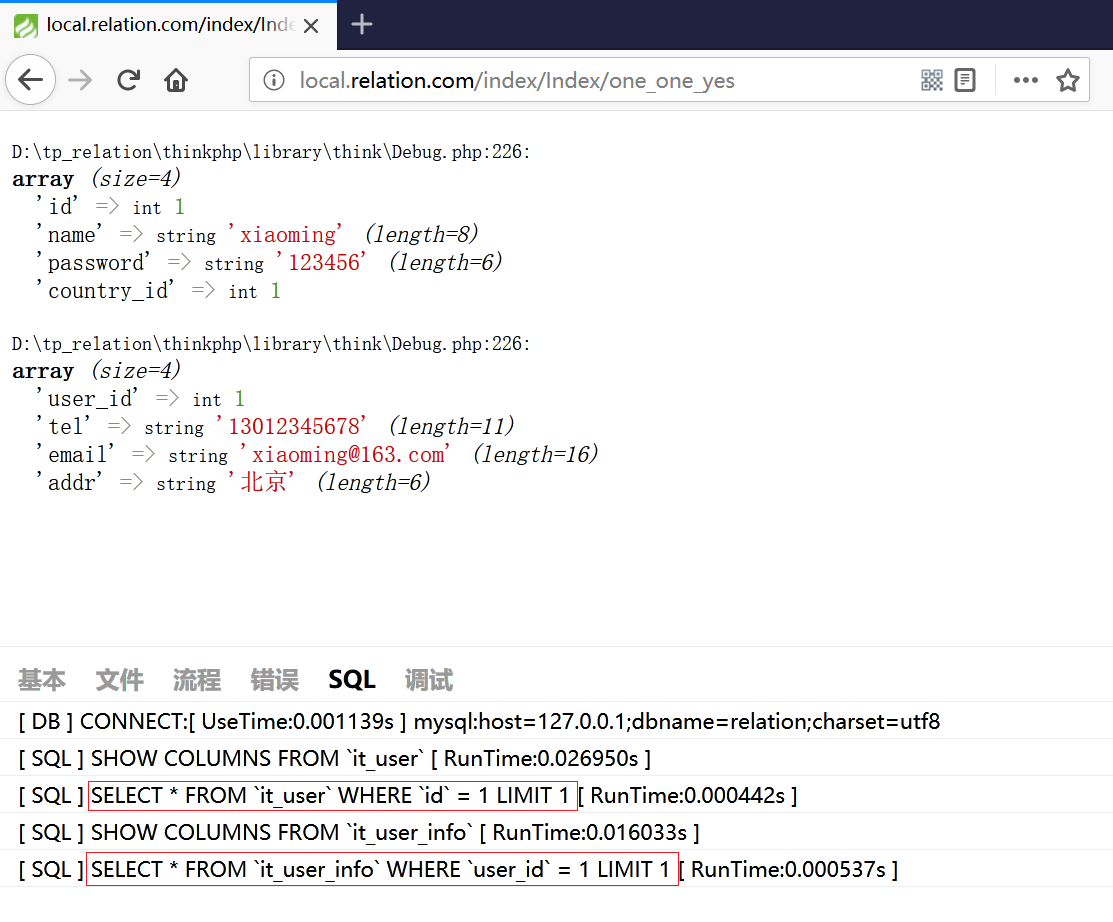 local.relation.com/index/Inde
local.relation.com/index/Index/one_one_yes
D:\tp_relation\thinkphp\library\think\Debug.php:226:
array (size=4)
'id' => int 1
'name' => string 'xiaoming' (length=8)
'password' => string '123456' (length=6)
'country_id' => int 1
D:\tp_relation\thinkphp\library\think\Debug.php:226:
array (size=4)
'user_id' => int 1
'tel' => string '13012345678' (length=11)
'email' => string 'xiaoming@163.com' (length=16)
'addr' => string '北京' (length=6)
基本 文件 流程 错误 SQL 调试
[ DB ] CONNECT:[ UseTime:0.001139s ] mysql:host=127.0.0.1;dbname=relation;charset=utf8
[ SQL ] SHOW COLUMNS FROM `it_user` [ RunTime:0.026950s ]
[ SQL ] SELECT * FROM `it_user` WHERE `id` = 1 LIMIT 1 [ RunTime:0.000442s ]
[ SQL ] SHOW COLUMNS FROM `it_user_info` [ RunTime:0.016033s ]
[ SQL ] SELECT * FROM `it_user_info` WHERE `user_id` = 1 LIMIT 1 [ RunTime:0.000537s ]